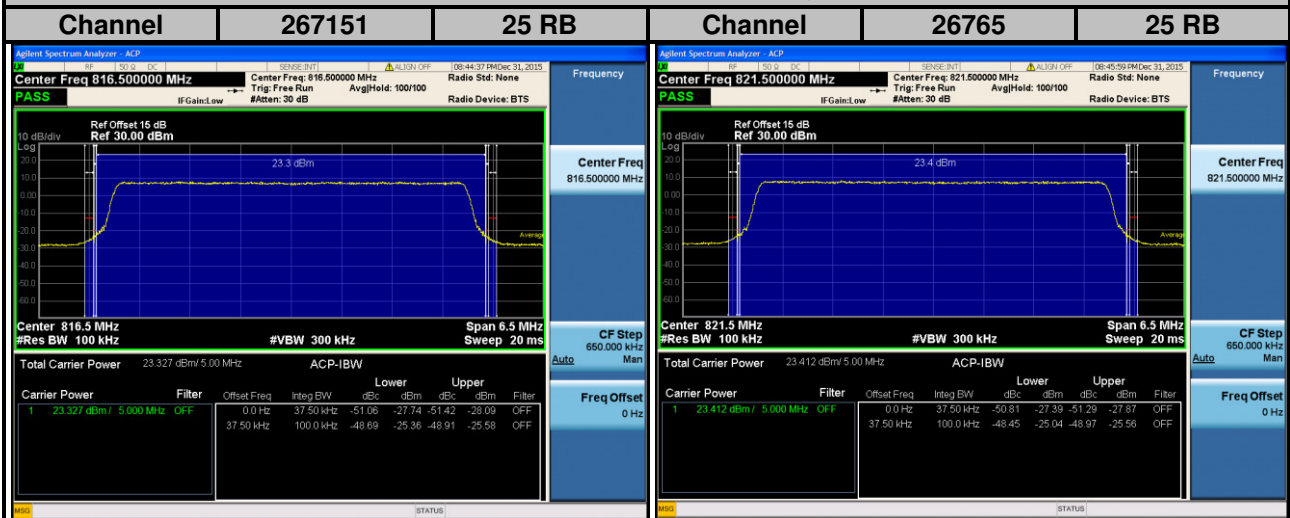 Channel 267151 25 RB Channel 26765 25 RB
Agilent Spectrum Analyzer - ACP
RF 50 Ω DC SENSE:INT ALIGN OFF 08:44:37 PM Dec 31, 2015
Center Freq 816.500000 MHz Center Freq: 816.500000 MHz Radio Std: None
Trig: Free Run Avg|Hold: 100/100
PASS IFGain:Low #Atten: 30 dB Radio Device: BTS
Ref Offset 15 dB
10 dB/div Ref 30.00 dBm
Log
20.0
10.0
0.00
-10.0
-20.0
-30.0
-40.0
-50.0
-60.0
23.3 dBm
Average
Center 816.5 MHz Span 6.5 MHz
#Res BW 100 kHz #VBW 300 kHz Sweep 20 ms
Total Carrier Power 23.327 dBm/ 5.00 MHz ACP-IBW
Lower Upper
Carrier Power Filter Offset Freq Integ BW dBc dBm dBc dBm Filter
1 23.327 dBm / 5.000 MHz OFF 0.0 Hz 37.50 kHz -51.06 -27.74 -51.42 -28.09 OFF
37.50 kHz 100.0 kHz -48.69 -25.36 -48.91 -25.58 OFF
MSG STATUS
Frequency
Center Freq
816.500000 MHz
CF Step
650.000 kHz
Auto Man
Freq Offset
0 Hz
Agilent Spectrum Analyzer - ACP
RF 50 Ω DC SENSE:INT ALIGN OFF 08:45:59 PM Dec 31, 2015
Center Freq 821.500000 MHz Center Freq: 821.500000 MHz Radio Std: None
Trig: Free Run Avg|Hold: 100/100
PASS IFGain:Low #Atten: 30 dB Radio Device: BTS
Ref Offset 15 dB
10 dB/div Ref 30.00 dBm
Log
20.0
10.0
0.00
-10.0
-20.0
-30.0
-40.0
-50.0
-60.0
23.4 dBm
Average
Center 821.5 MHz Span 6.5 MHz
#Res BW 100 kHz #VBW 300 kHz Sweep 20 ms
Total Carrier Power 23.412 dBm/ 5.00 MHz ACP-IBW
Lower Upper
Carrier Power Filter Offset Freq Integ BW dBc dBm dBc dBm Filter
1 23.412 dBm / 5.000 MHz OFF 0.0 Hz 37.50 kHz -50.81 -27.39 -51.29 -27.87 OFF
37.50 kHz 100.0 kHz -48.45 -25.04 -48.97 -25.56 OFF
MSG STATUS
Frequency
Center Freq
821.500000 MHz
CF Step
650.000 kHz
Auto Man
Freq Offset
0 Hz